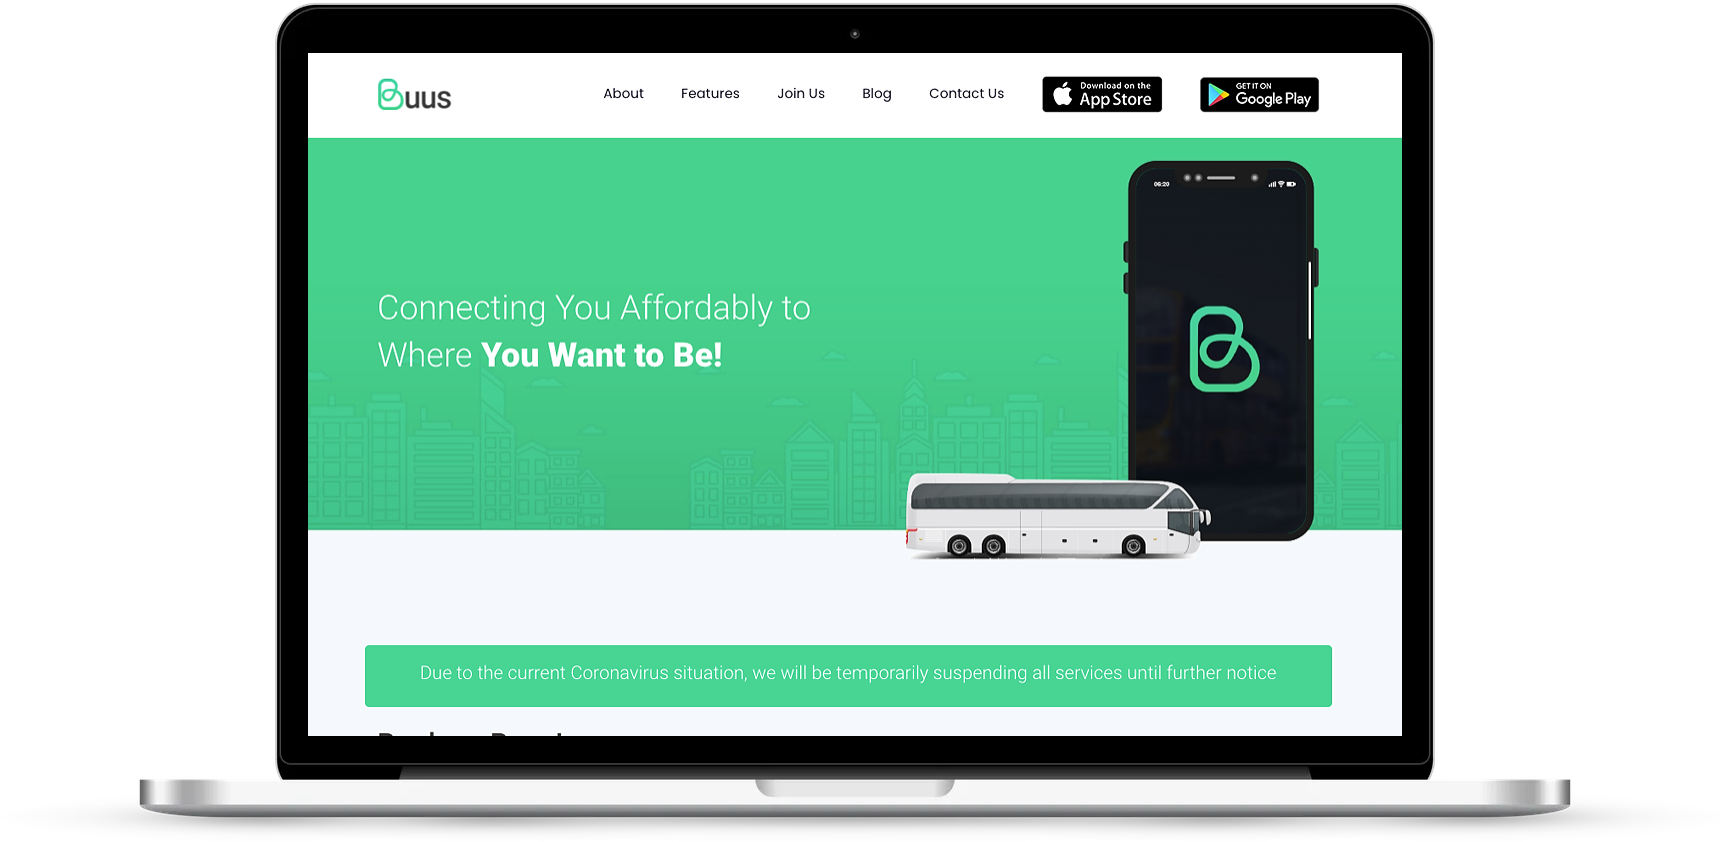 Buus
About
Features
Join Us
Blog
Contact Us
Download on the
App Store
GET IT ON
Google Play
06:20
Connecting You Affordably to
Where You Want to Be!
Due to the current Coronavirus situation, we will be temporarily suspending all services until further notice